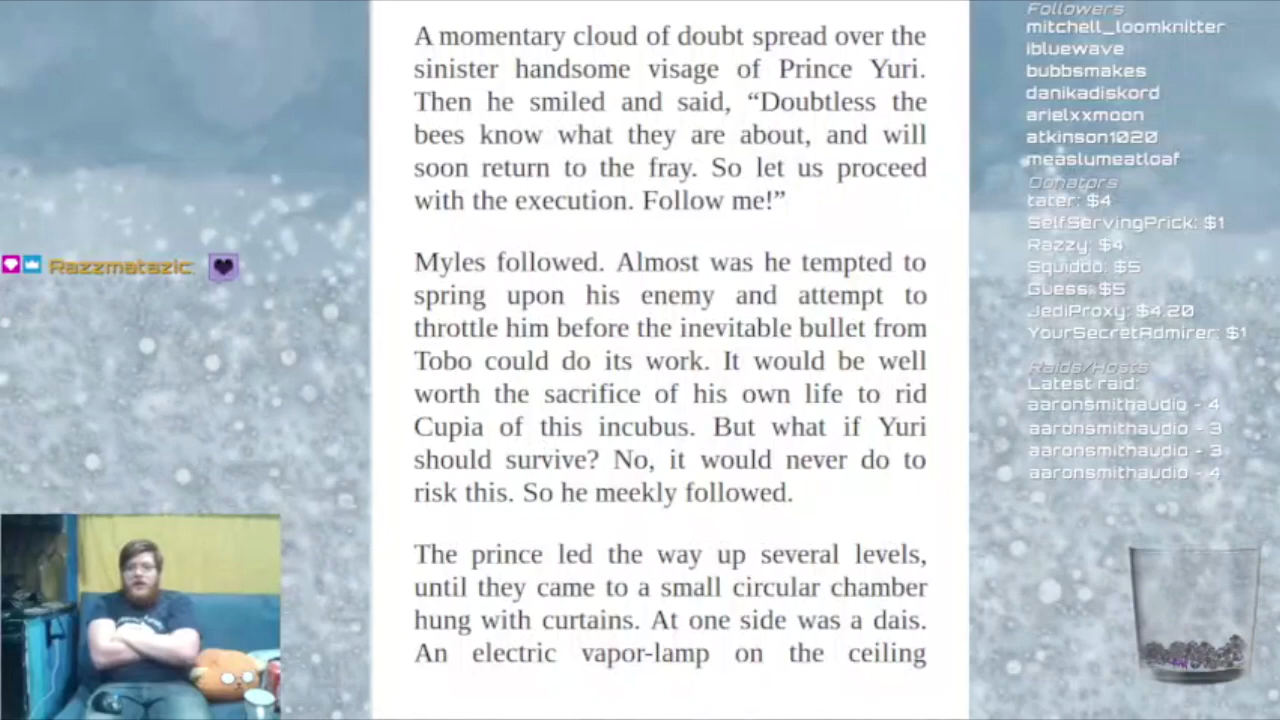 A momentary cloud of doubt spread over the
sinister handsome visage of Prince Yuri.
Then he smiled and said, “Doubtless the
bees know what they are about, and will
soon return to the fray. So let us proceed
with the execution. Follow me!”
Myles followed. Almost was he tempted to
spring upon his enemy and attempt to
throttle him before the inevitable bullet from
Tobo could do its work. It would be well
worth the sacrifice of his own life to rid
Cupia of this incubus. But what if Yuri
should survive? No, it would never do to
risk this. So he meekly followed.
The prince led the way up several levels,
until they came to a small circular chamber
hung with curtains. At one side was a dais.
An electric vapor-lamp on the ceiling
Razzmatazic
Followers
mitchell_loomknitter
ibluewave
bubbsmakes
danikadiskord
arielxxmoon
atkinson1020
measlumeatloaf
Donators
tater: $4
SelfServingPrick: $1
Razzy: $4
Squiddo: $5
Guess: $5
JediProxy: $4.20
YourSecretAdmirer: $1
Raids/Hosts
Latest raid:
aaronsmithaudio - 4
aaronsmithaudio - 3
aaronsmithaudio - 3
aaronsmithaudio - 4